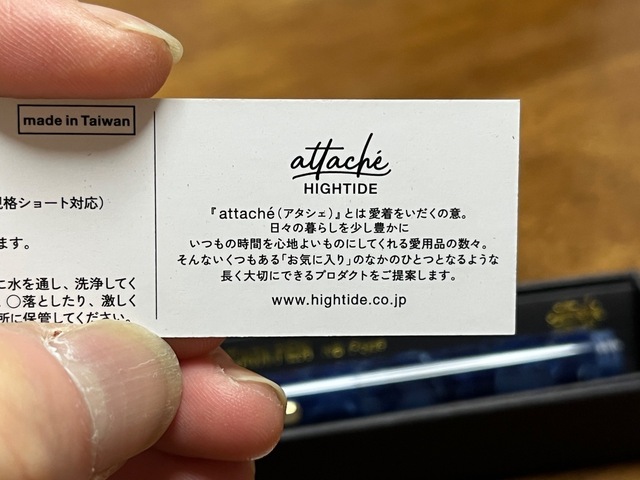 made in Taiwan
規格ショート対応）
ます。
に水を通し、洗浄してく
、○落としたり、激しく
所に保管してください。
attaché
HIGHTIDE
『attaché（アタシェ）』とは愛着をいだくの意。
日々の暮らしを少し豊かに
いつもの時間を心地よいものにしてくれる愛用品の数々。
そんないくつもある「お気に入り」のなかのひとつとなるような
長く大切にできるプロダクトをご提案します。
www.hightide.co.jp